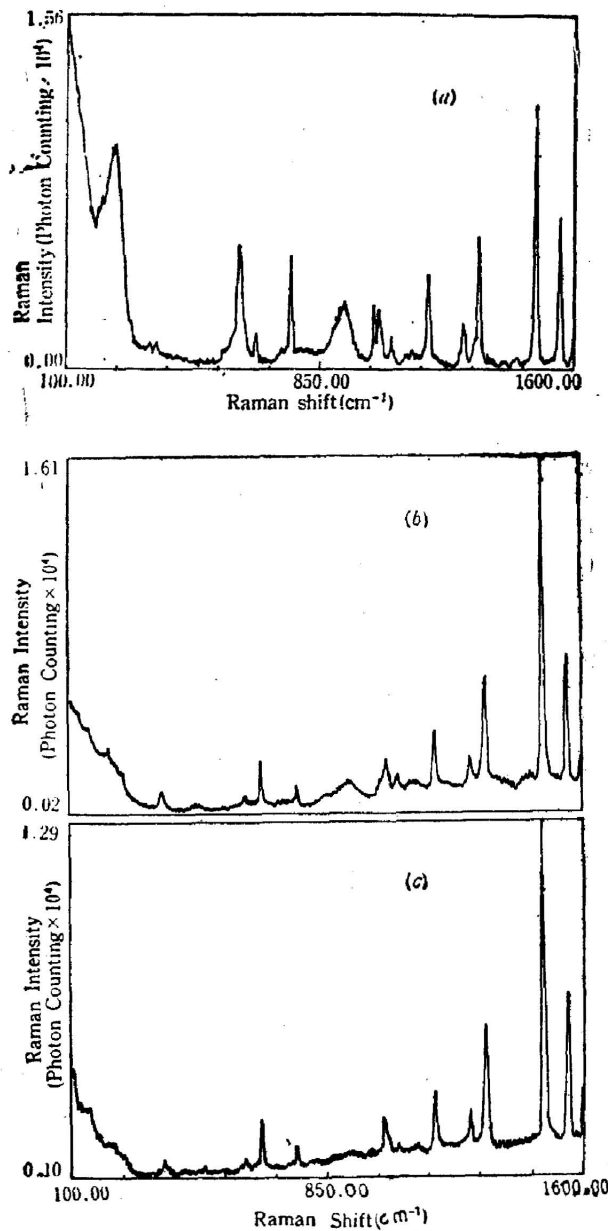 1.56
(a)
Raman
Intensity (Photon Counting × 10⁴)
0.00
100.00 850.00 1600.00
Raman shift(cm⁻¹)
1.61
(b)
Raman Intensity
(Photon Counting×10⁴)
0.02
1.29
(c)
Raman Intensity
(Photon Counting×10⁴)
0.10
100.00 850.00 1600.00
Raman Shift(cm⁻¹)